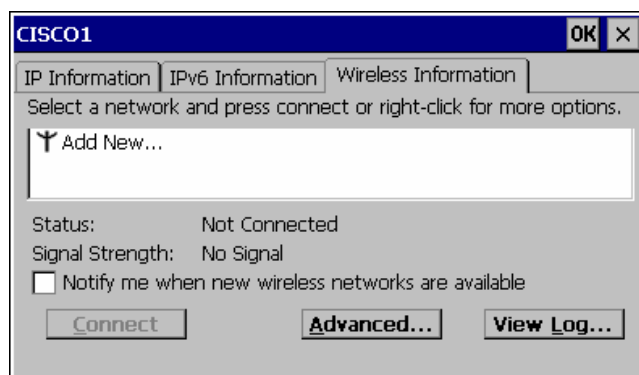 CISCO1 OK ×
IP Information IPv6 Information Wireless Information
Select a network and press connect or right-click for more options.
Add New...
Status: Not Connected
Signal Strength: No Signal
Notify me when new wireless networks are available
Connect Advanced... View Log...